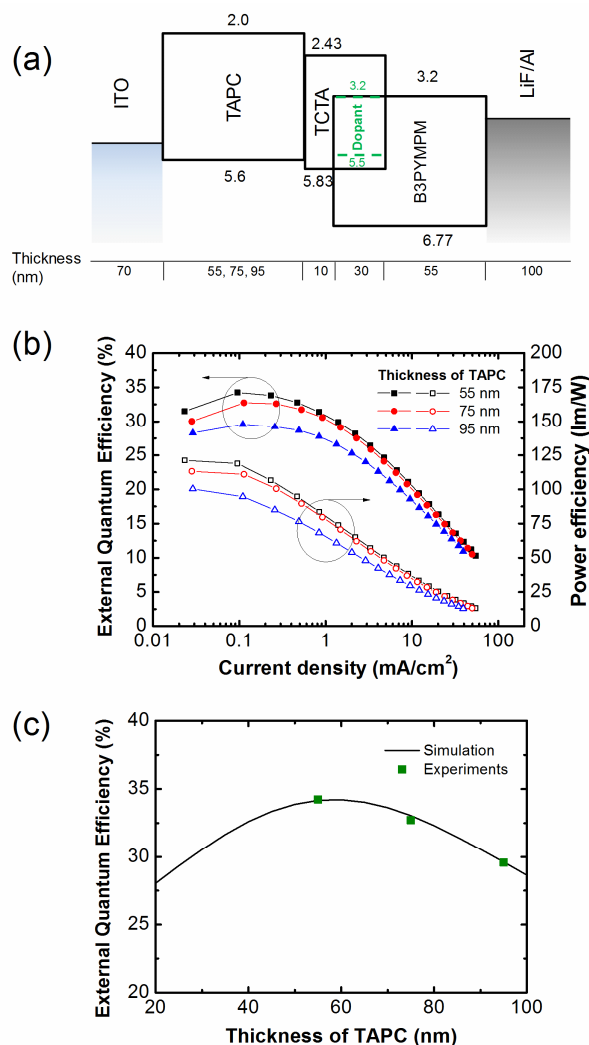 (a)
2.0
2.43
3.2
ITO
TAPC
TCTA
3.2
Dopant
5.5
B3PYMPM
LiF/Al
5.6
5.83
6.77
Thickness
(nm)
70
55, 75, 95
10
30
55
100
(b)
External Quantum Efficiency (%)
40
35
30
25
20
15
10
5
0
Thickness of TAPC
55 nm
75 nm
95 nm
200
175
150
125
100
75
50
25
0
Power efficiency (lm/W)
0.01
0.1
1
10
100
Current density (mA/cm²)
(c)
External Quantum Efficiency (%)
40
35
30
25
20
Simulation
Experiments
20
40
60
80
100
Thickness of TAPC (nm)